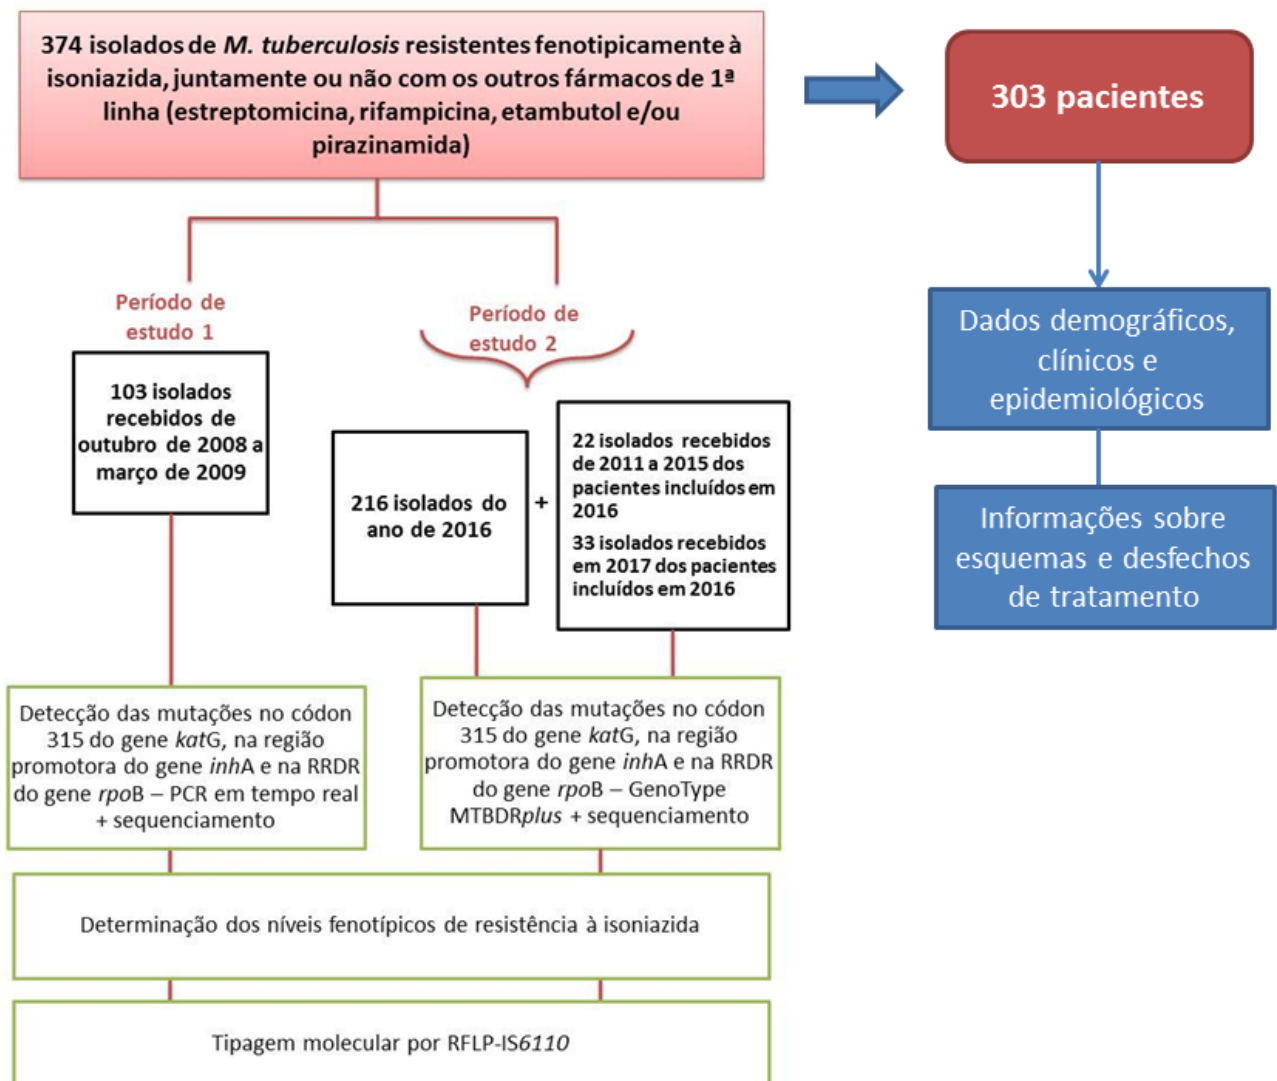 374 isolados de M. tuberculosis resistentes fenotipicamente à
isoniazida, juntamente ou não com os outros fármacos de 1ª
linha (estreptomicina, rifampicina, etambutol e/ou
pirazinamida)
303 pacientes
Período de
estudo 1
Período de
estudo 2
103 isolados
recebidos de
outubro de 2008 a
março de 2009
216 isolados do
ano de 2016
+
22 isolados recebidos
de 2011 a 2015 dos
pacientes incluídos em
2016
33 isolados recebidos
em 2017 dos pacientes
incluídos em 2016
Dados demográficos,
clínicos e
epidemiológicos
Informações sobre
esquemas e desfechos
de tratamento
Detecção das mutações no códon
315 do gene katG, na região
promotora do gene inhA e na RRDR
do gene rpoB – PCR em tempo real
+ sequenciamento
Detecção das mutações no códon
315 do gene katG, na região
promotora do gene inhA e na RRDR
do gene rpoB – GenoType
MTBDRplus + sequenciamento
Determinação dos níveis fenotípicos de resistência à isoniazida
Tipagem molecular por RFLP-IS6110